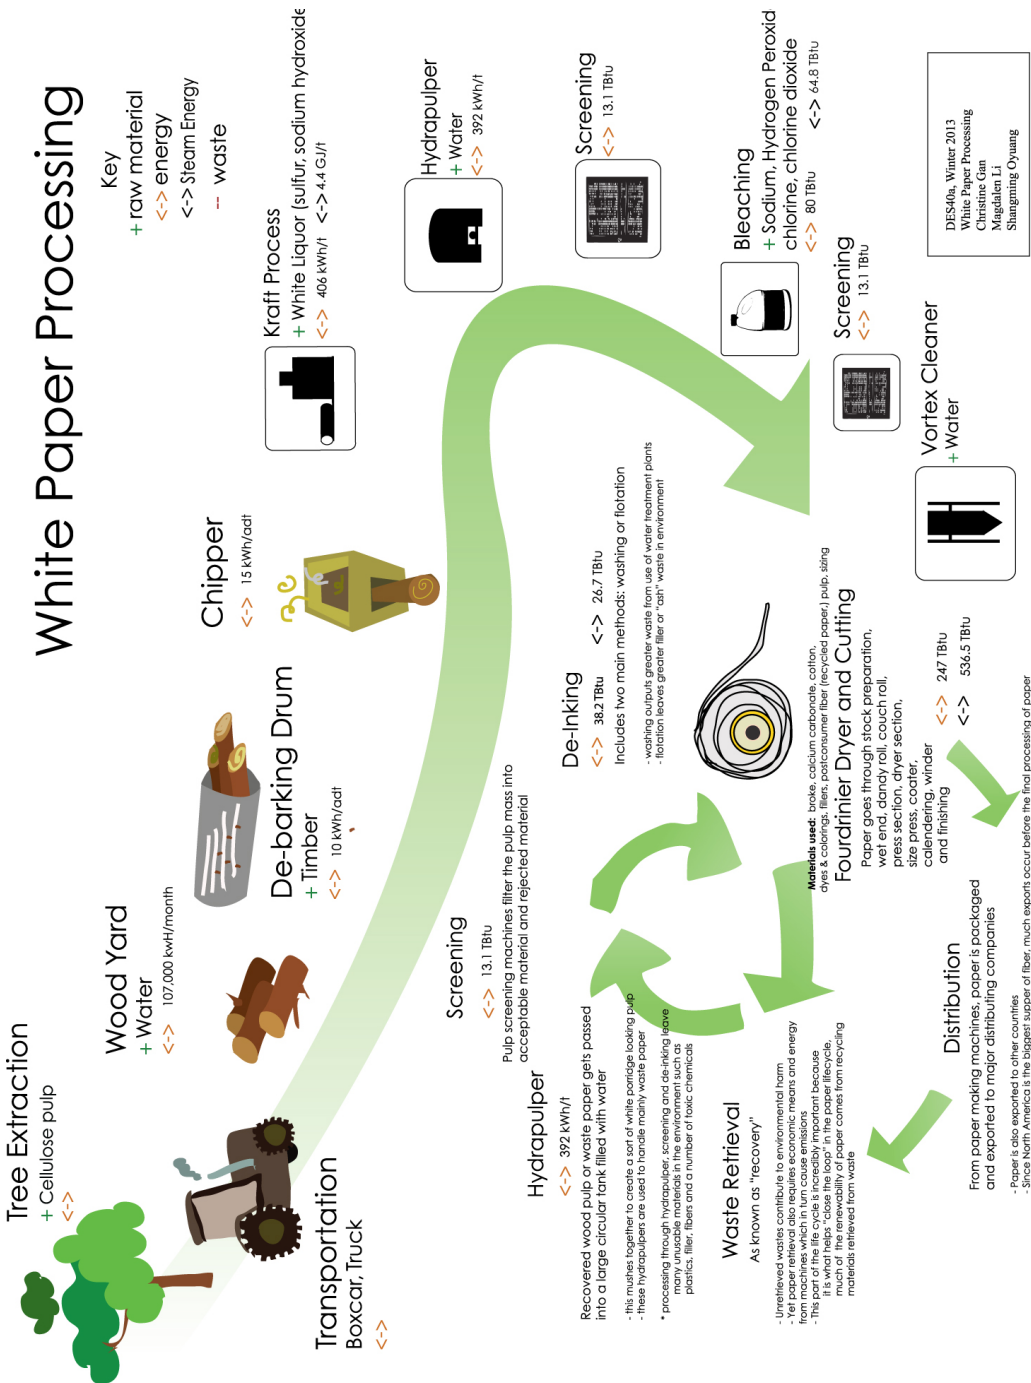 White Paper Processing
Key
+ raw material
<-> energy
<-> Steam Energy
-- waste
Tree Extraction
+ Cellulose pulp
<->
Transportation
Boxcar, Truck
<->
Wood Yard
+ Water
<-> 107,000 kwH/month
De-barking Drum
+ Timber
<-> 10 kWh/adt
Chipper
<-> 15 kWh/adt
Kraft Process
+ White Liquor (sulfur, sodium hydroxide
<-> 406 kWh/t <-> 4.4 GJ/t
Hydrapulper
+ Water
<-> 392 kWh/t
Screening
<-> 13.1 TBtu
Bleaching
+ Sodium, Hydrogen Peroxid
chlorine, chlorine dioxide
<-> 80 TBtu <-> 64.8 TBtu
Screening
<-> 13.1 TBtu
Vortex Cleaner
+ Water
Materials used: broke, calcium carbonate, cotton,
dyes & colorings, fillers, postconsumer fiber (recycled paper,) pulp, sizing
Fourdrinier Dryer and Cutting
Paper goes through stock preparation,
wet end, dandy roll, couch roll,
press section, dryer section,
size press, coater,
calendering, winder
and finishing
<-> 247 TBtu
<-> 536.5 TBtu
Distribution
From paper making machines, paper is packaged
and exported to major distributing companies
- Paper is also exported to other countries
- Since North America is the biggest supper of fiber, much exports occur before the final processing of paper
Waste Retrieval
As known as "recovery"
- Unretrieved wastes contribute to environmental harm
- Yet paper retrieval also requires economic means and energy
from machines which in turn cause emissions
- This part of the life cycle is incredibly important because
it is what helps "close the loop" in the paper lifecycle,
much of the renewability of paper comes from recycling
materials retrieved from waste
Hydrapulper
<-> 392 kWh/t
Recovered wood pulp or waste paper gets passed
into a large circular tank filled with water
- this mushes together to create a sort of white porridge looking pulp
- these hydrapulpers are used to handle mainly waste paper
* processing through hydrapulper, screening and de-inking leave
many unusable materials in the environment such as
plastics, filler, fibers and a number of toxic chemicals
Screening
<-> 13.1 TBtu
Pulp screening machines filter the pulp mass into
acceptable material and rejected material
De-Inking
<-> 38.2 TBtu <-> 26.7 TBtu
Includes two main methods: washing or flotation
- washing outputs greater waste from use of water treatment plants
- flotation leaves greater filler or "ash" waste in environment
DES40a, Winter 2013
White Paper Processing
Christine Gan
Magdalen Li
Shangming Oyuang